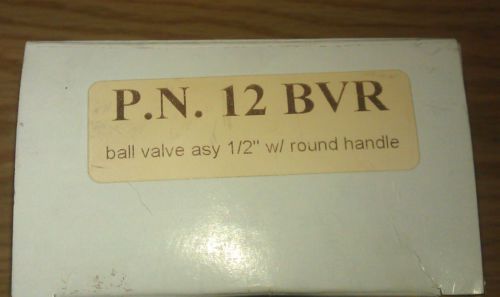 P.N. 12 BVR
ball valve asy 1/2" w/ round handle